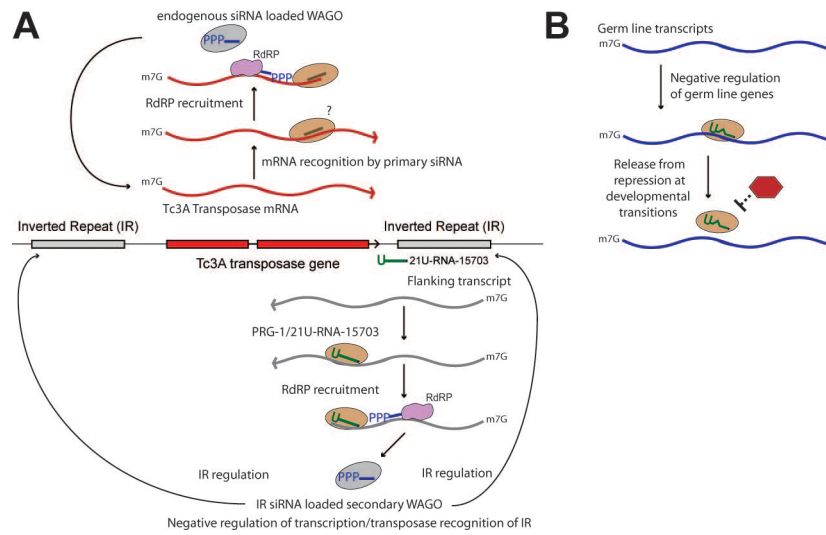 A
endogenous siRNA loaded WAGO
PPP
RdRP
m7G
PPP
RdRP recruitment
?
m7G
mRNA recognition by primary siRNA
m7G
Tc3A Transposase mRNA
Inverted Repeat (IR)
Inverted Repeat (IR)
Tc3A transposase gene
U
21U-RNA-15703
Flanking transcript
m7G
PRG-1/21U-RNA-15703
U
m7G
RdRP recruitment
RdRP
U
PPP
m7G
IR regulation
PPP
IR regulation
IR siRNA loaded secondary WAGO
Negative regulation of transcription/transposase recognition of IR
B
Germ line transcripts
m7G
Negative regulation
of germ line genes
m7G
U
Release from
repression at
developmental
transitions
U
m7G